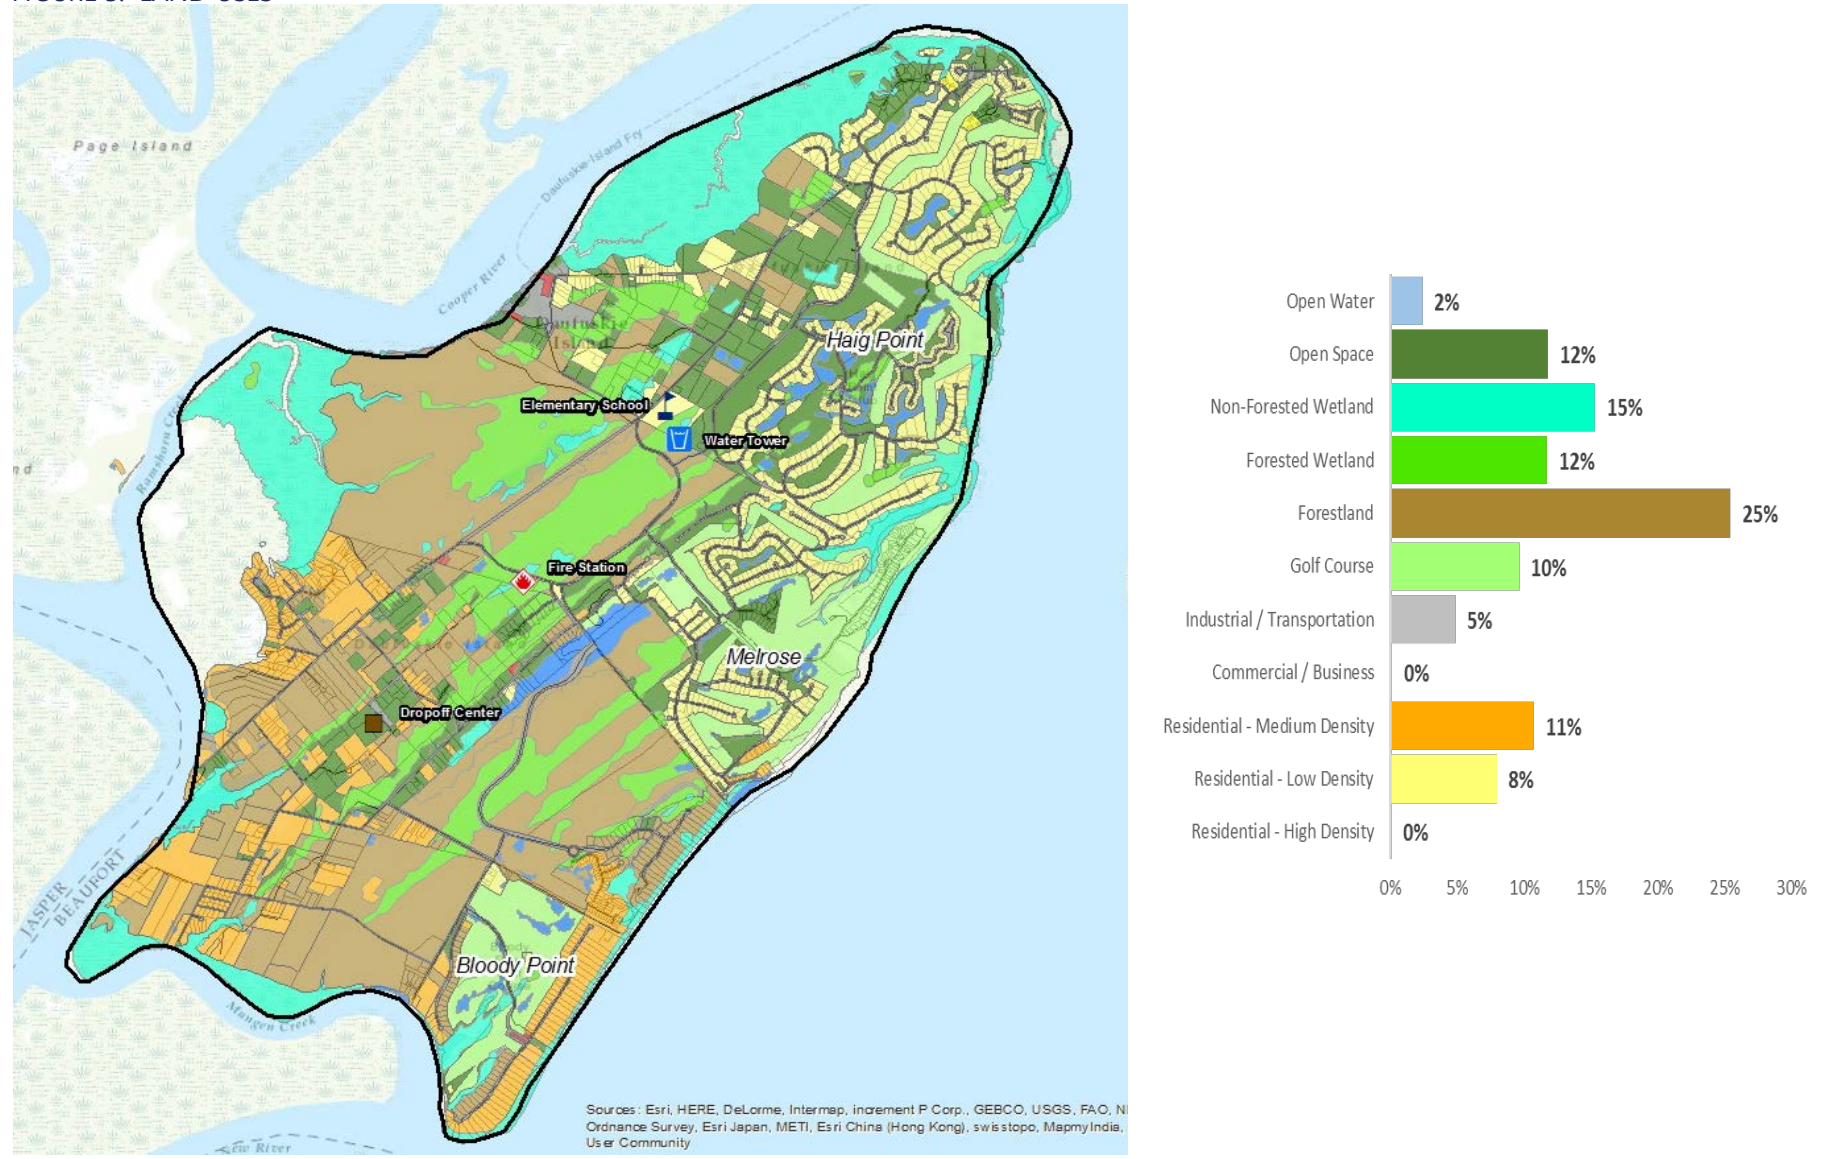 Page Island
Daufuskie-Island Fry
Cooper River
Daufuskie
Island
Haig Point
Elementary School
Water Tower
Ramshorn Creek
Fire Station
Daufuskie Island
Melrose
Dropoff Center
JASPER
BEAUFORT
Bloody Point
Mungen Creek
New River
Sources: Esri, HERE, DeLorme, Intermap, increment P Corp., GEBCO, USGS, FAO,
Ordnance Survey, Esri Japan, METI, Esri China (Hong Kong), swisstopo, MapmyIndia,
User Community
Open Water 2%
Open Space 12%
Non-Forested Wetland 15%
Forested Wetland 12%
Forestland 25%
Golf Course 10%
Industrial / Transportation 5%
Commercial / Business 0%
Residential - Medium Density 11%
Residential - Low Density 8%
Residential - High Density 0%
0% 5% 10% 15% 20% 25% 30%